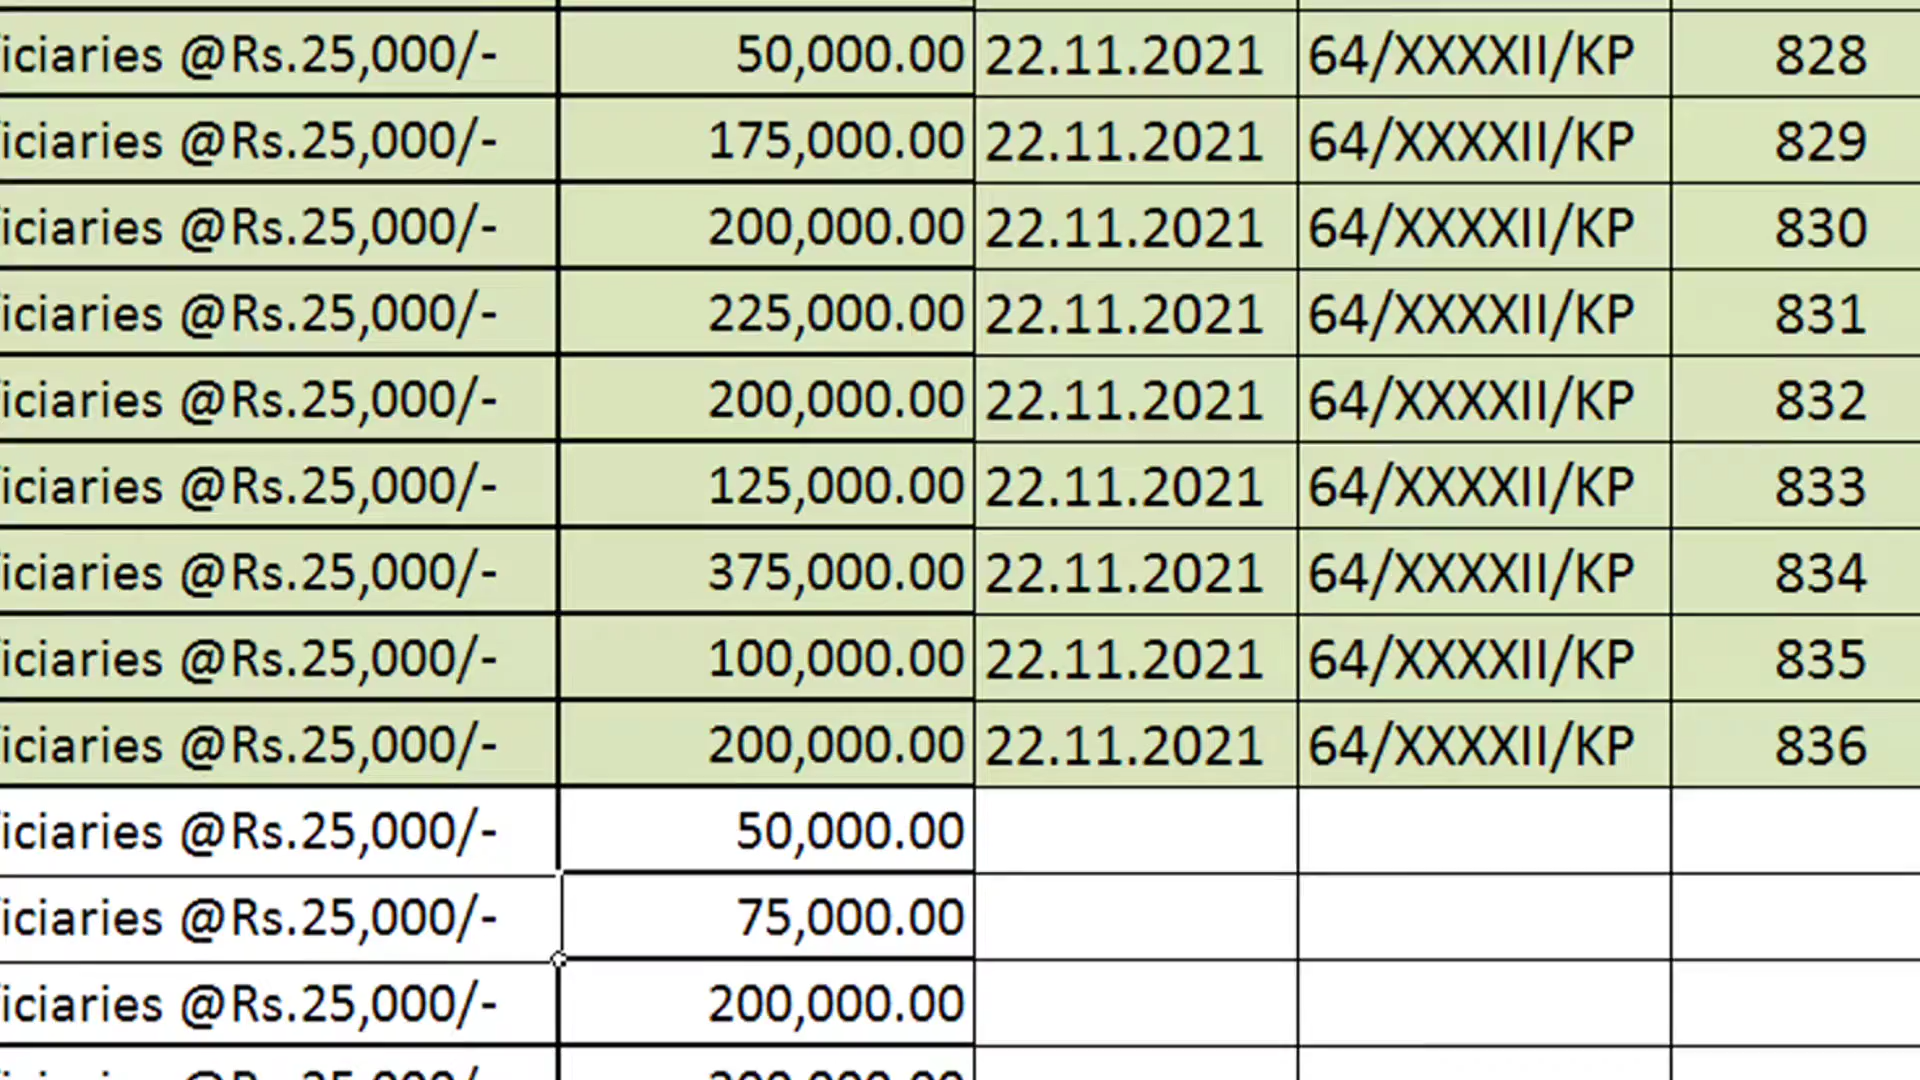 iciaries @Rs.25,000/- 50,000.00 22.11.2021 64/XXXXII/KP 828
iciaries @Rs.25,000/- 175,000.00 22.11.2021 64/XXXXII/KP 829
iciaries @Rs.25,000/- 200,000.00 22.11.2021 64/XXXXII/KP 830
iciaries @Rs.25,000/- 225,000.00 22.11.2021 64/XXXXII/KP 831
iciaries @Rs.25,000/- 200,000.00 22.11.2021 64/XXXXII/KP 832
iciaries @Rs.25,000/- 125,000.00 22.11.2021 64/XXXXII/KP 833
iciaries @Rs.25,000/- 375,000.00 22.11.2021 64/XXXXII/KP 834
iciaries @Rs.25,000/- 100,000.00 22.11.2021 64/XXXXII/KP 835
iciaries @Rs.25,000/- 200,000.00 22.11.2021 64/XXXXII/KP 836
iciaries @Rs.25,000/- 50,000.00
iciaries @Rs.25,000/- 75,000.00
iciaries @Rs.25,000/- 200,000.00